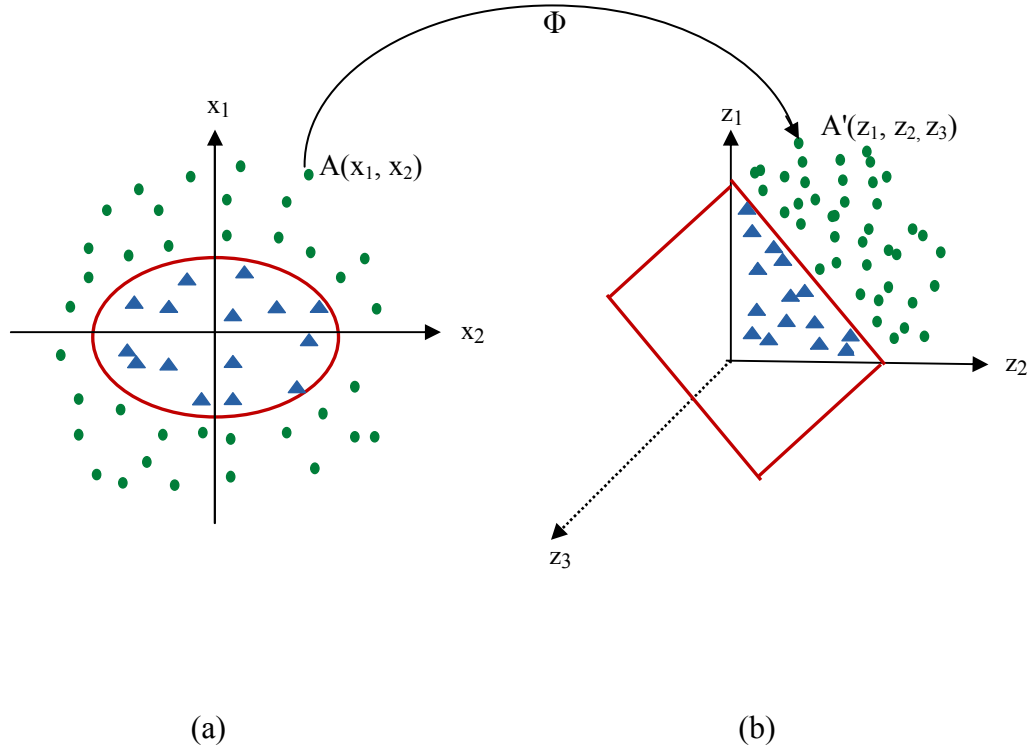 Φ
x1
A(x1, x2)
x2
(a)
z1
A'(z1, z2, z3)
z2
z3
(b)